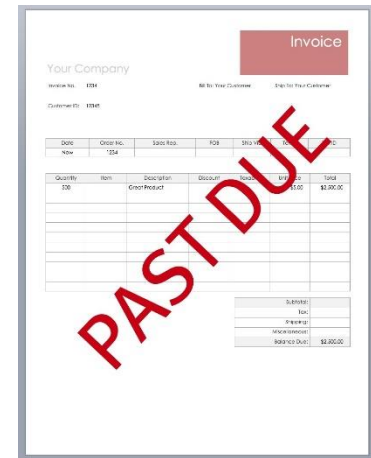 Invoice
Your Company
Invoice No. 1234 Bill To: Your Customer Ship To: Your Customer
Customer ID: 12345
Date Order No. Sales Rep. FOB Ship Via
Now 1234
Quantity Item Description Discount Total
500 Great Product $5.00 $2,500.00
PAST DUE
Subtotal:
Tax:
Shipping:
Miscellaneous:
Balance Due: $2,500.00